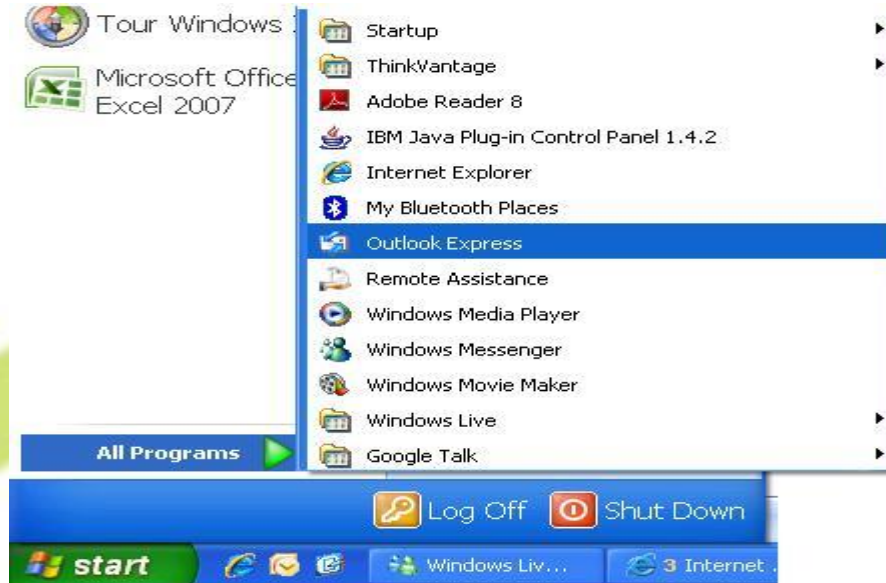 Tour Windows
Microsoft Office
Excel 2007
Startup
ThinkVantage
Adobe Reader 8
IBM Java Plug-in Control Panel 1.4.2
Internet Explorer
My Bluetooth Places
Outlook Express
Remote Assistance
Windows Media Player
Windows Messenger
Windows Movie Maker
Windows Live
Google Talk
All Programs
Log Off
Shut Down
start
Windows Liv...
3 Internet .